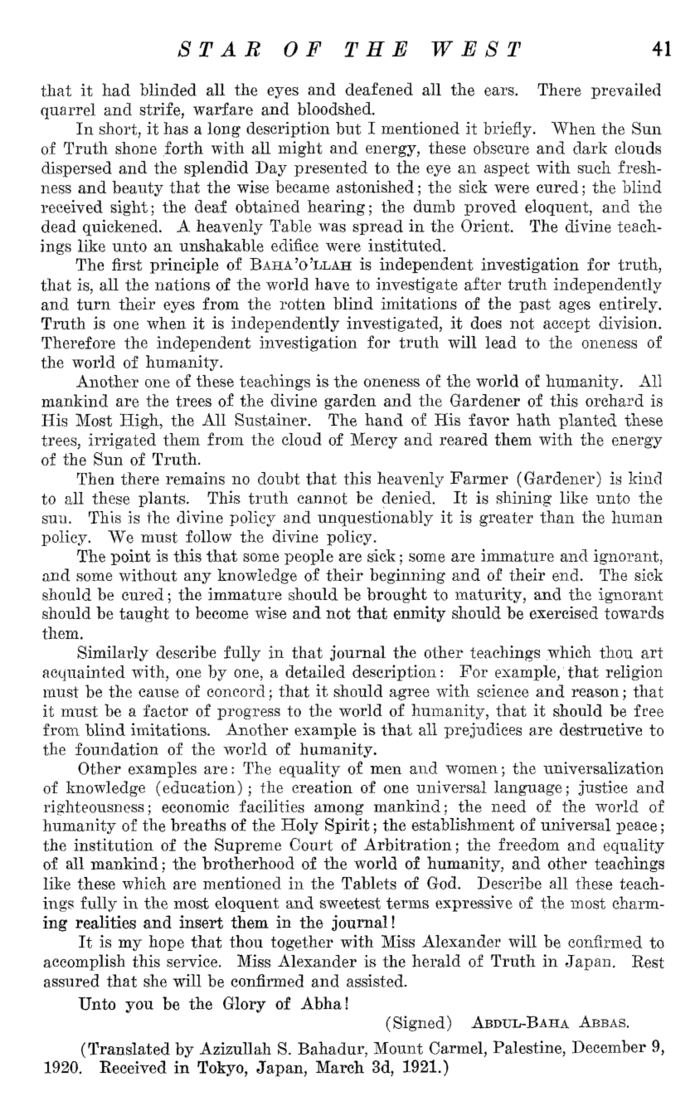 STAR OF THE WEST 41
that it had blinded all the eyes and deafened all the ears. There prevailed
quarrel and strife, warfare and bloodshed.
In short, it has a long description but I mentioned it briefly. When the Sun
of Truth shone forth with all might and energy, these obscure and dark clouds
dispersed and the splendid Day presented to the eye an aspect with such fresh-
ness and beauty that the wise became astonished; the sick were cured; the blind
received sight; the deaf obtained hearing; the dumb proved eloquent, and the
dead quickened. A heavenly Table was spread in the Orient. The divine teach-
ings like unto an unshakable edifice were instituted.
The first principle of BAHA'O'LLAH is independent investigation for truth,
that is, all the nations of the world have to investigate after truth independently
and turn their eyes from the rotten blind imitations of the past ages entirely.
Truth is one when it is independently investigated, it does not accept division.
Therefore the independent investigation for truth will lead to the oneness of
the world of humanity.
Another one of these teachings is the oneness of the world of humanity. All
mankind are the trees of the divine garden and the Gardener of this orchard is
His Most High, the All Sustainer. The hand of His favor hath planted these
trees, irrigated them from the cloud of Mercy and reared them with the energy
of the Sun of Truth.
Then there remains no doubt that this heavenly Farmer (Gardener) is kind
to all these plants. This truth cannot be denied. It is shining like unto the
sun. This is the divine policy and unquestionably it is greater than the human
policy. We must follow the divine policy.
The point is this that some people are sick; some are immature and ignorant,
and some without any knowledge of their beginning and of their end. The sick
should be cured; the immature should be brought to maturity, and the ignorant
should be taught to become wise and not that enmity should be exercised towards
them.
Similarly describe fully in that journal the other teachings which thou art
acquainted with, one by one, a detailed description: For example, that religion
must be the cause of concord; that it should agree with science and reason; that
it must be a factor of progress to the world of humanity, that it should be free
from blind imitations. Another example is that all prejudices are destructive to
the foundation of the world of humanity.
Other examples are: The equality of men and women; the universalization
of knowledge (education); the creation of one universal language; justice and
righteousness; economic facilities among mankind; the need of the world of
humanity of the breaths of the Holy Spirit; the establishment of universal peace;
the institution of the Supreme Court of Arbitration; the freedom and equality
of all mankind; the brotherhood of the world of humanity, and other teachings
like these which are mentioned in the Tablets of God. Describe all these teach-
ings fully in the most eloquent and sweetest terms expressive of the most charm-
ing realities and insert them in the journal!
It is my hope that thou together with Miss Alexander will be confirmed to
accomplish this service. Miss Alexander is the herald of Truth in Japan. Rest
assured that she will be confirmed and assisted.
Unto you be the Glory of Abha!
(Signed) ABDUL-BAHA ABBAS.
(Translated by Azizullah S. Bahadur, Mount Carmel, Palestine, December 9,
1920. Received in Tokyo, Japan, March 3d, 1921.)